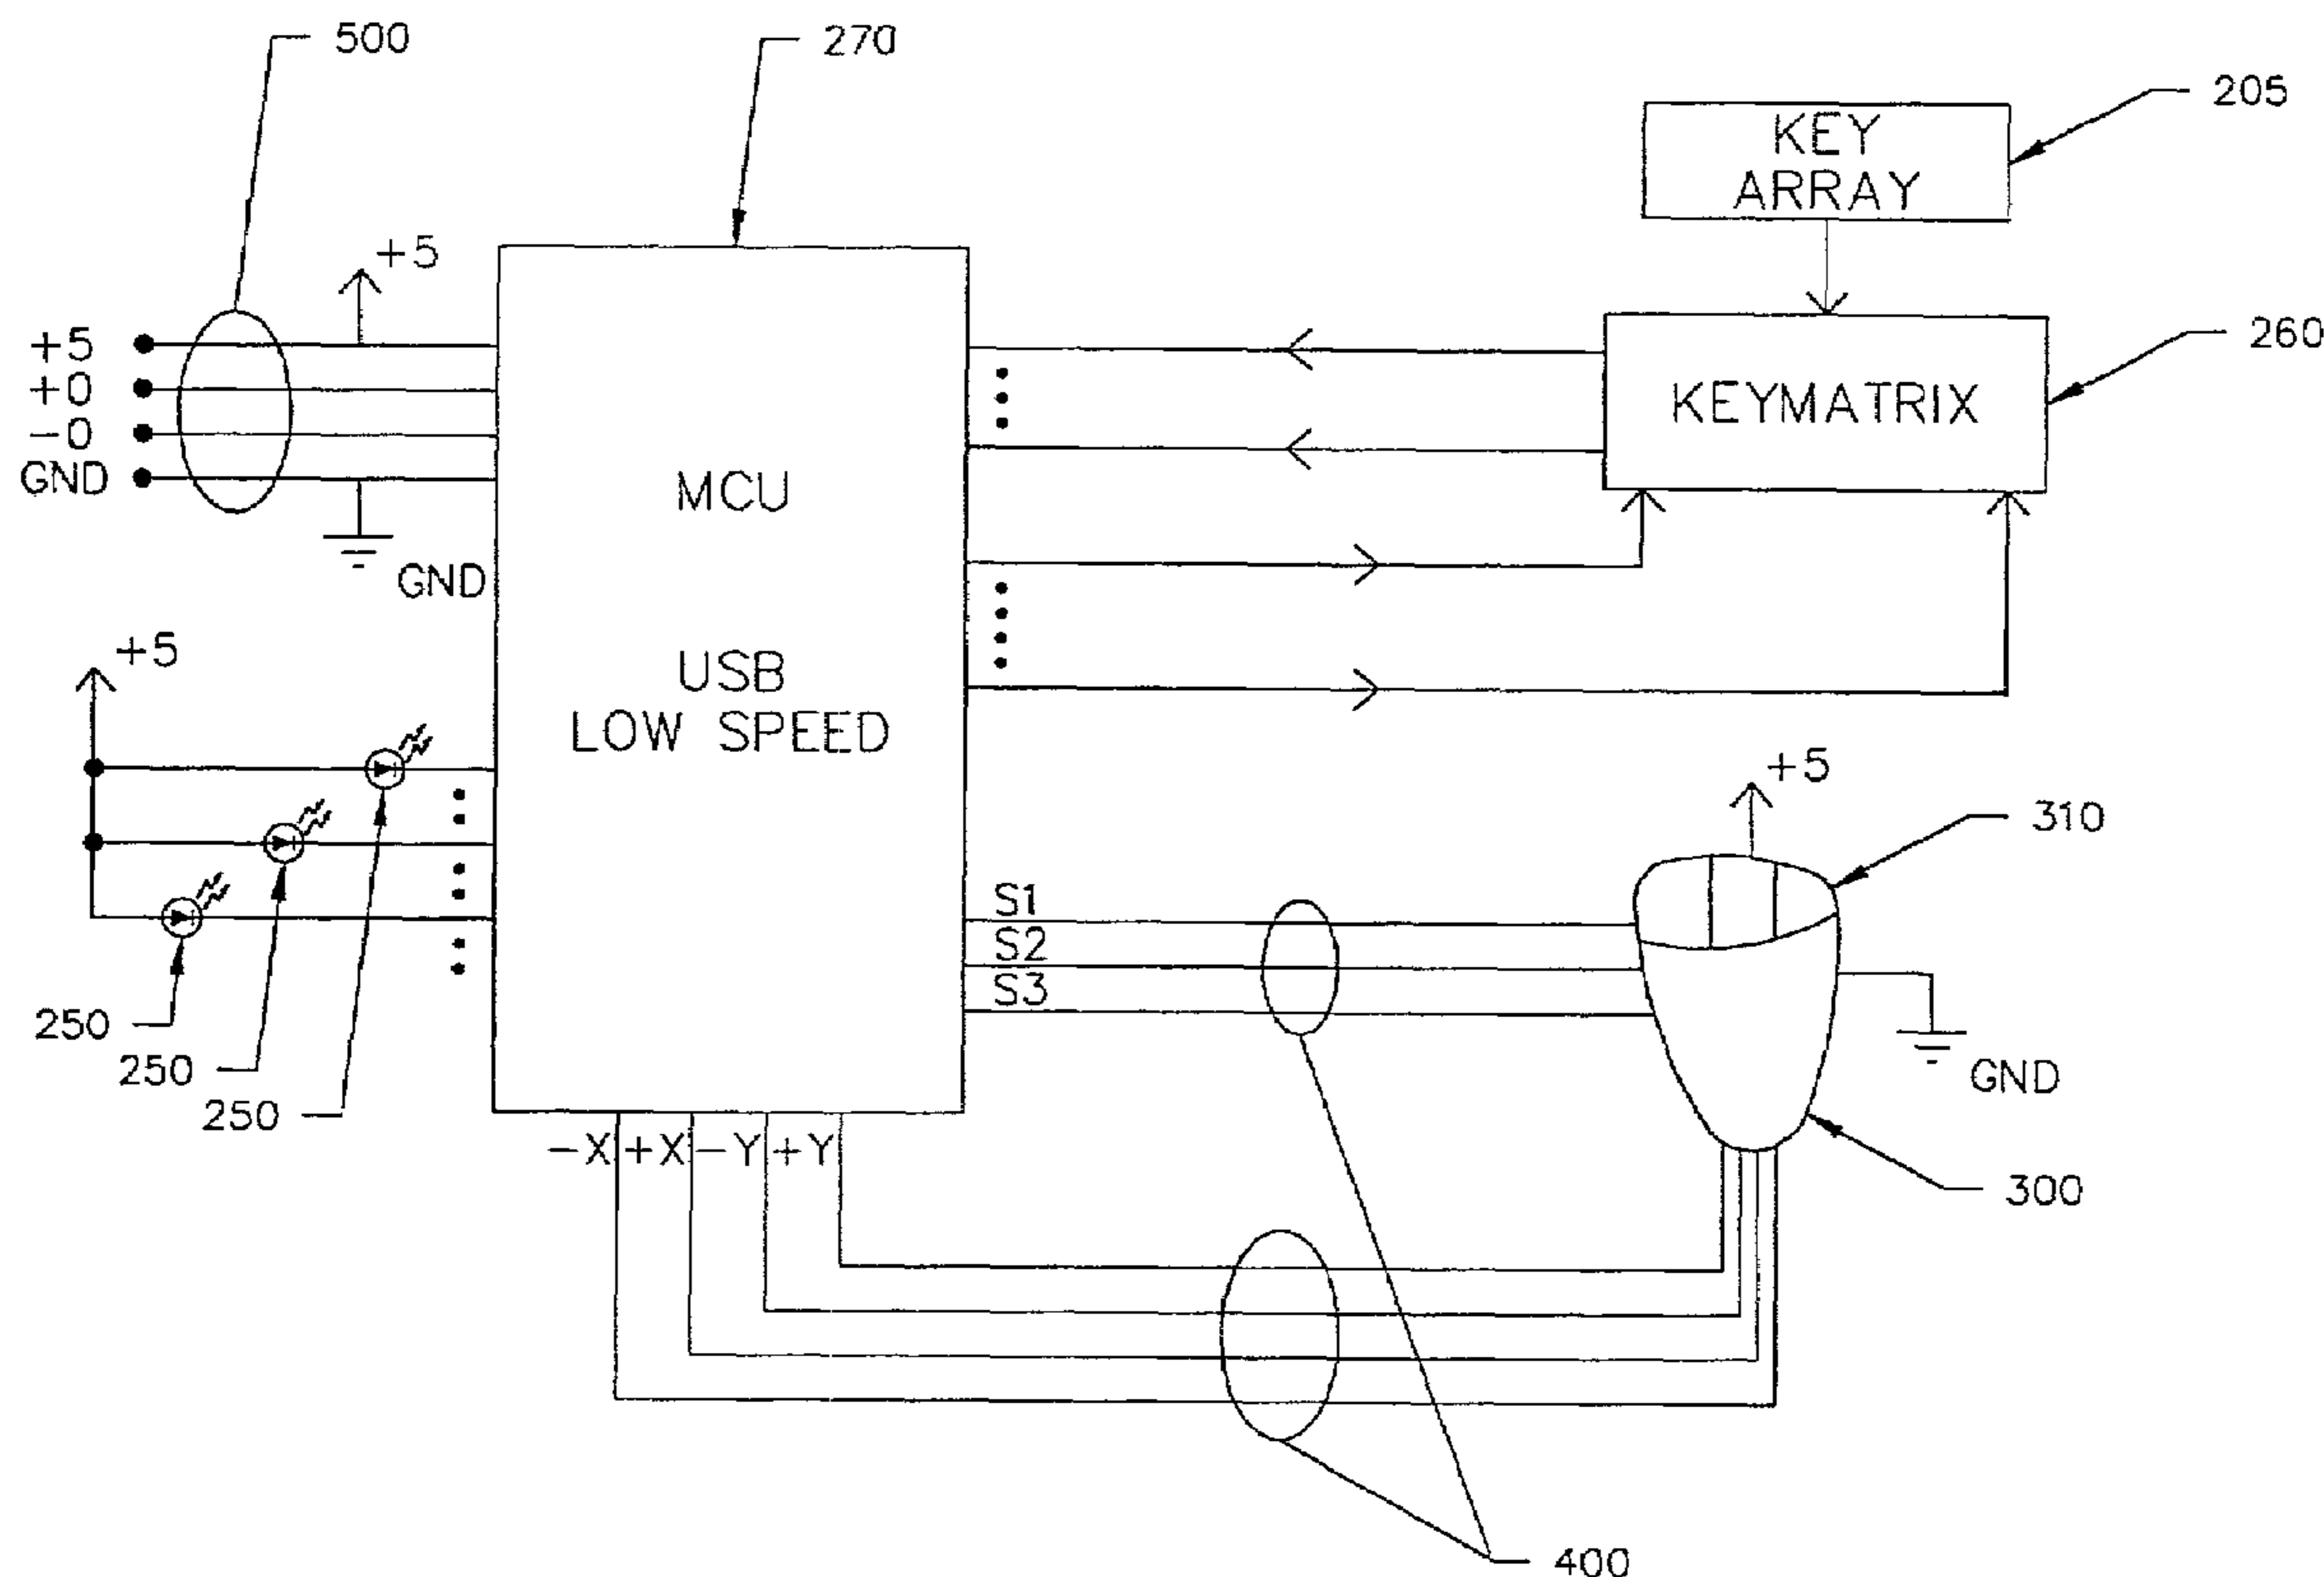 500
270
205
KEY
ARRAY
+5
+5
+0
-0
GND
260
KEYMATRIX
MCU
GND
+5
USB
LOW SPEED
+5
310
S1
S2
S3
250
250
250
GND
-X +X -Y +Y
300
400